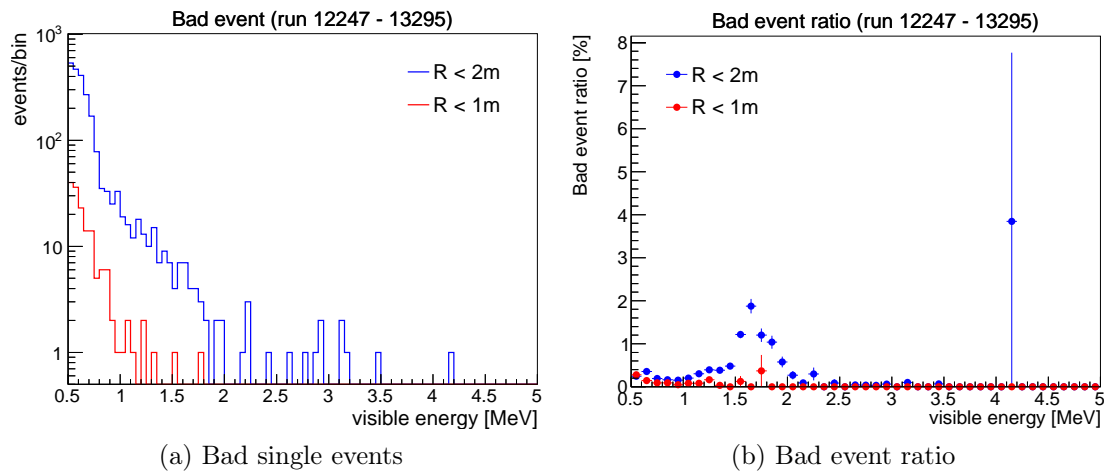 Bad event (run 12247 - 13295)
events/bin
10³
10²
10
1
R < 2m
R < 1m
0.5 1 1.5 2 2.5 3 3.5 4 4.5 5
visible energy [MeV]
(a) Bad single events
Bad event ratio (run 12247 - 13295)
Bad event ratio [%]
8
7
6
5
4
3
2
1
0
R < 2m
R < 1m
0.5 1 1.5 2 2.5 3 3.5 4 4.5 5
visible energy [MeV]
(b) Bad event ratio